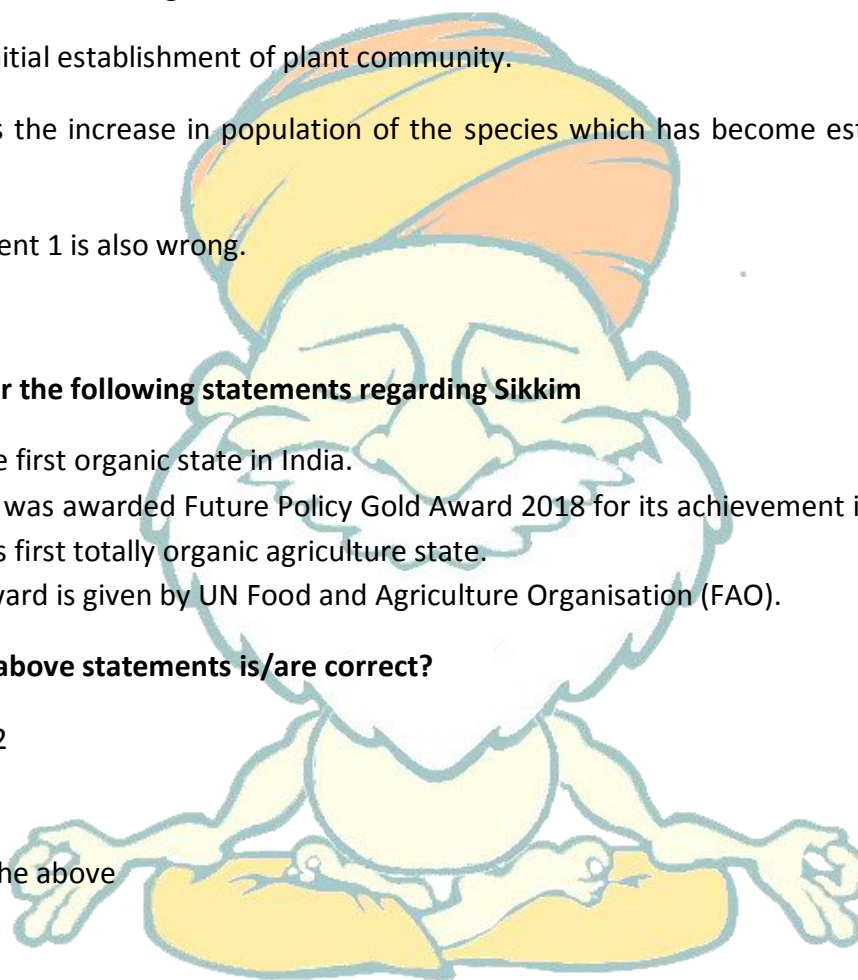 itial establishment of plant community.
s the increase in population of the species which has become est
ent 1 is also wrong.
r the following statements regarding Sikkim
e first organic state in India.
was awarded Future Policy Gold Award 2018 for its achievement i
s first totally organic agriculture state.
ward is given by UN Food and Agriculture Organisation (FAO).
above statements is/are correct?
2
he above